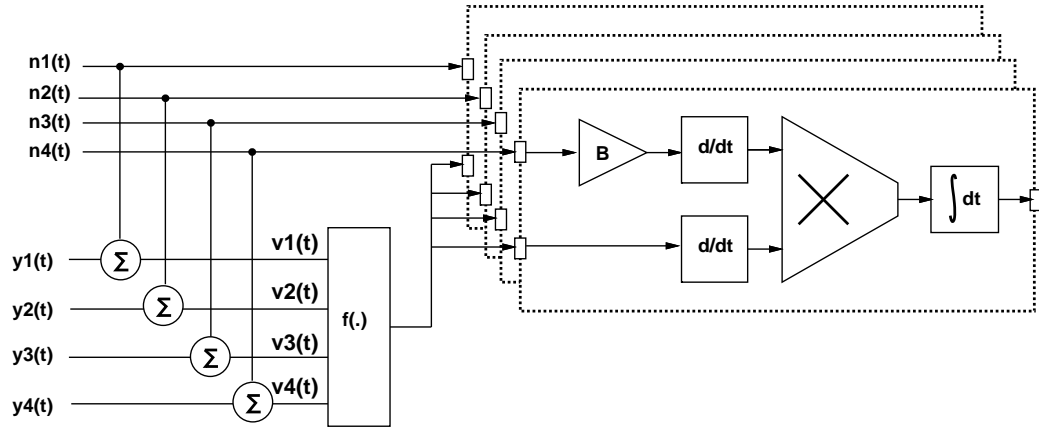 n1(t)
n2(t)
n3(t)
n4(t)
B
d/dt
∫ dt
d/dt
y1(t)
Σ
v1(t)
y2(t)
Σ
v2(t)
f(.)
y3(t)
Σ
v3(t)
y4(t)
Σ
v4(t)